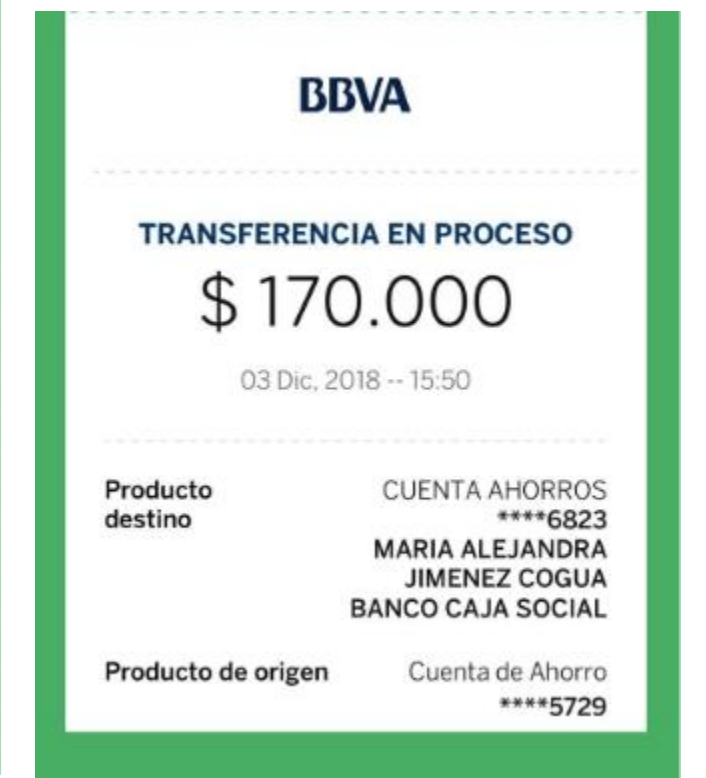 BBVA
TRANSFERENCIA EN PROCESO
$ 170.000
03 Dic, 2018 -- 15:50
Producto destino
CUENTA AHORROS
****6823
MARIA ALEJANDRA
JIMENEZ COGUA
BANCO CAJA SOCIAL
Producto de origen
Cuenta de Ahorro
****5729